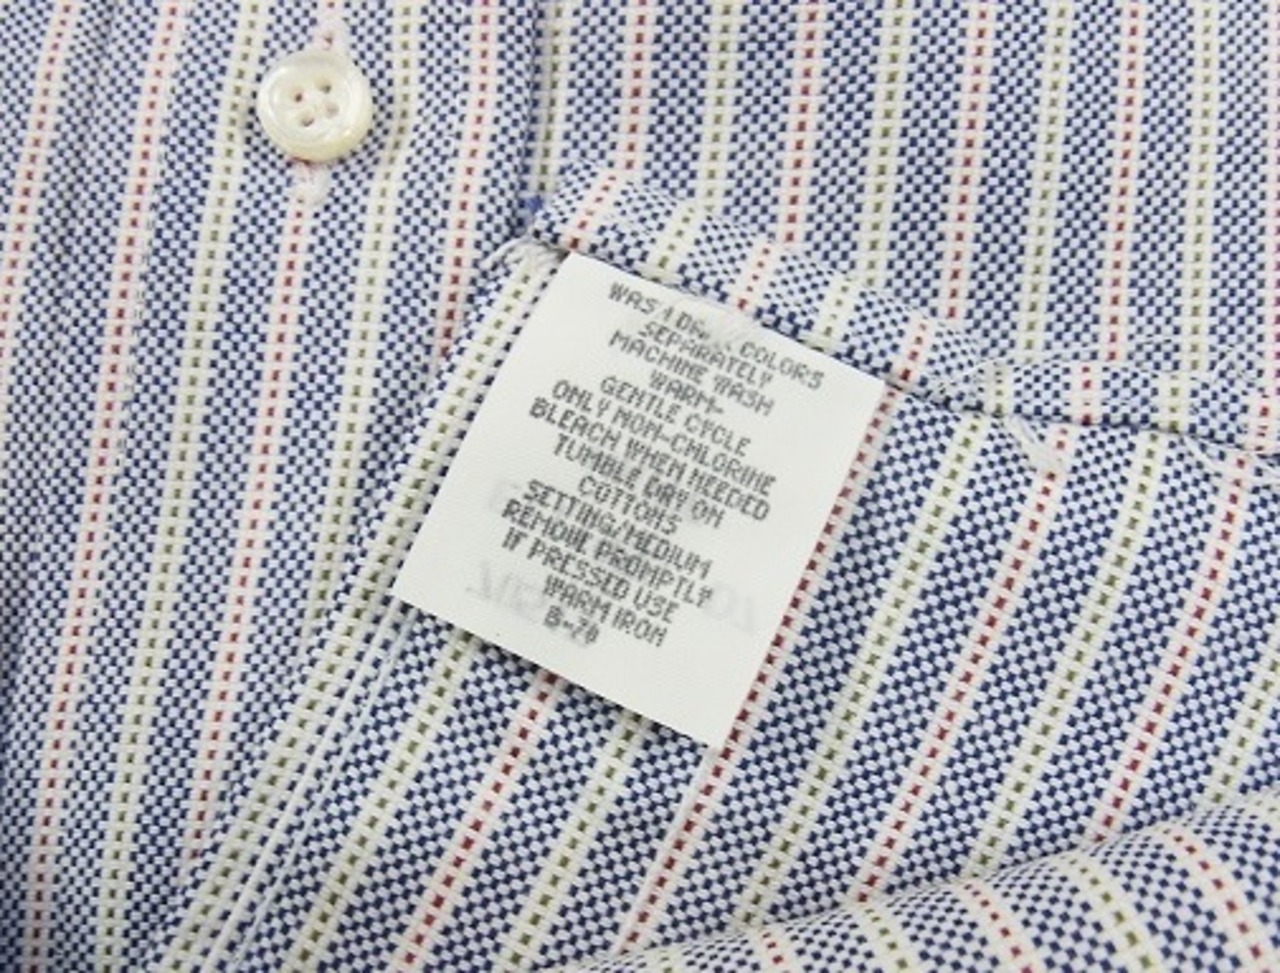 WASH DARK COLORS
SEPARATELY
MACHINE WASH
WARM-
GENTLE CYCLE
ONLY NON-CHLORINE
BLEACH WHEN NEEDED
TUMBLE DRY ON
COTTONS
SETTING/MEDIUM
REMOVE PROMPTLY
IF PRESSED USE
WARM IRON